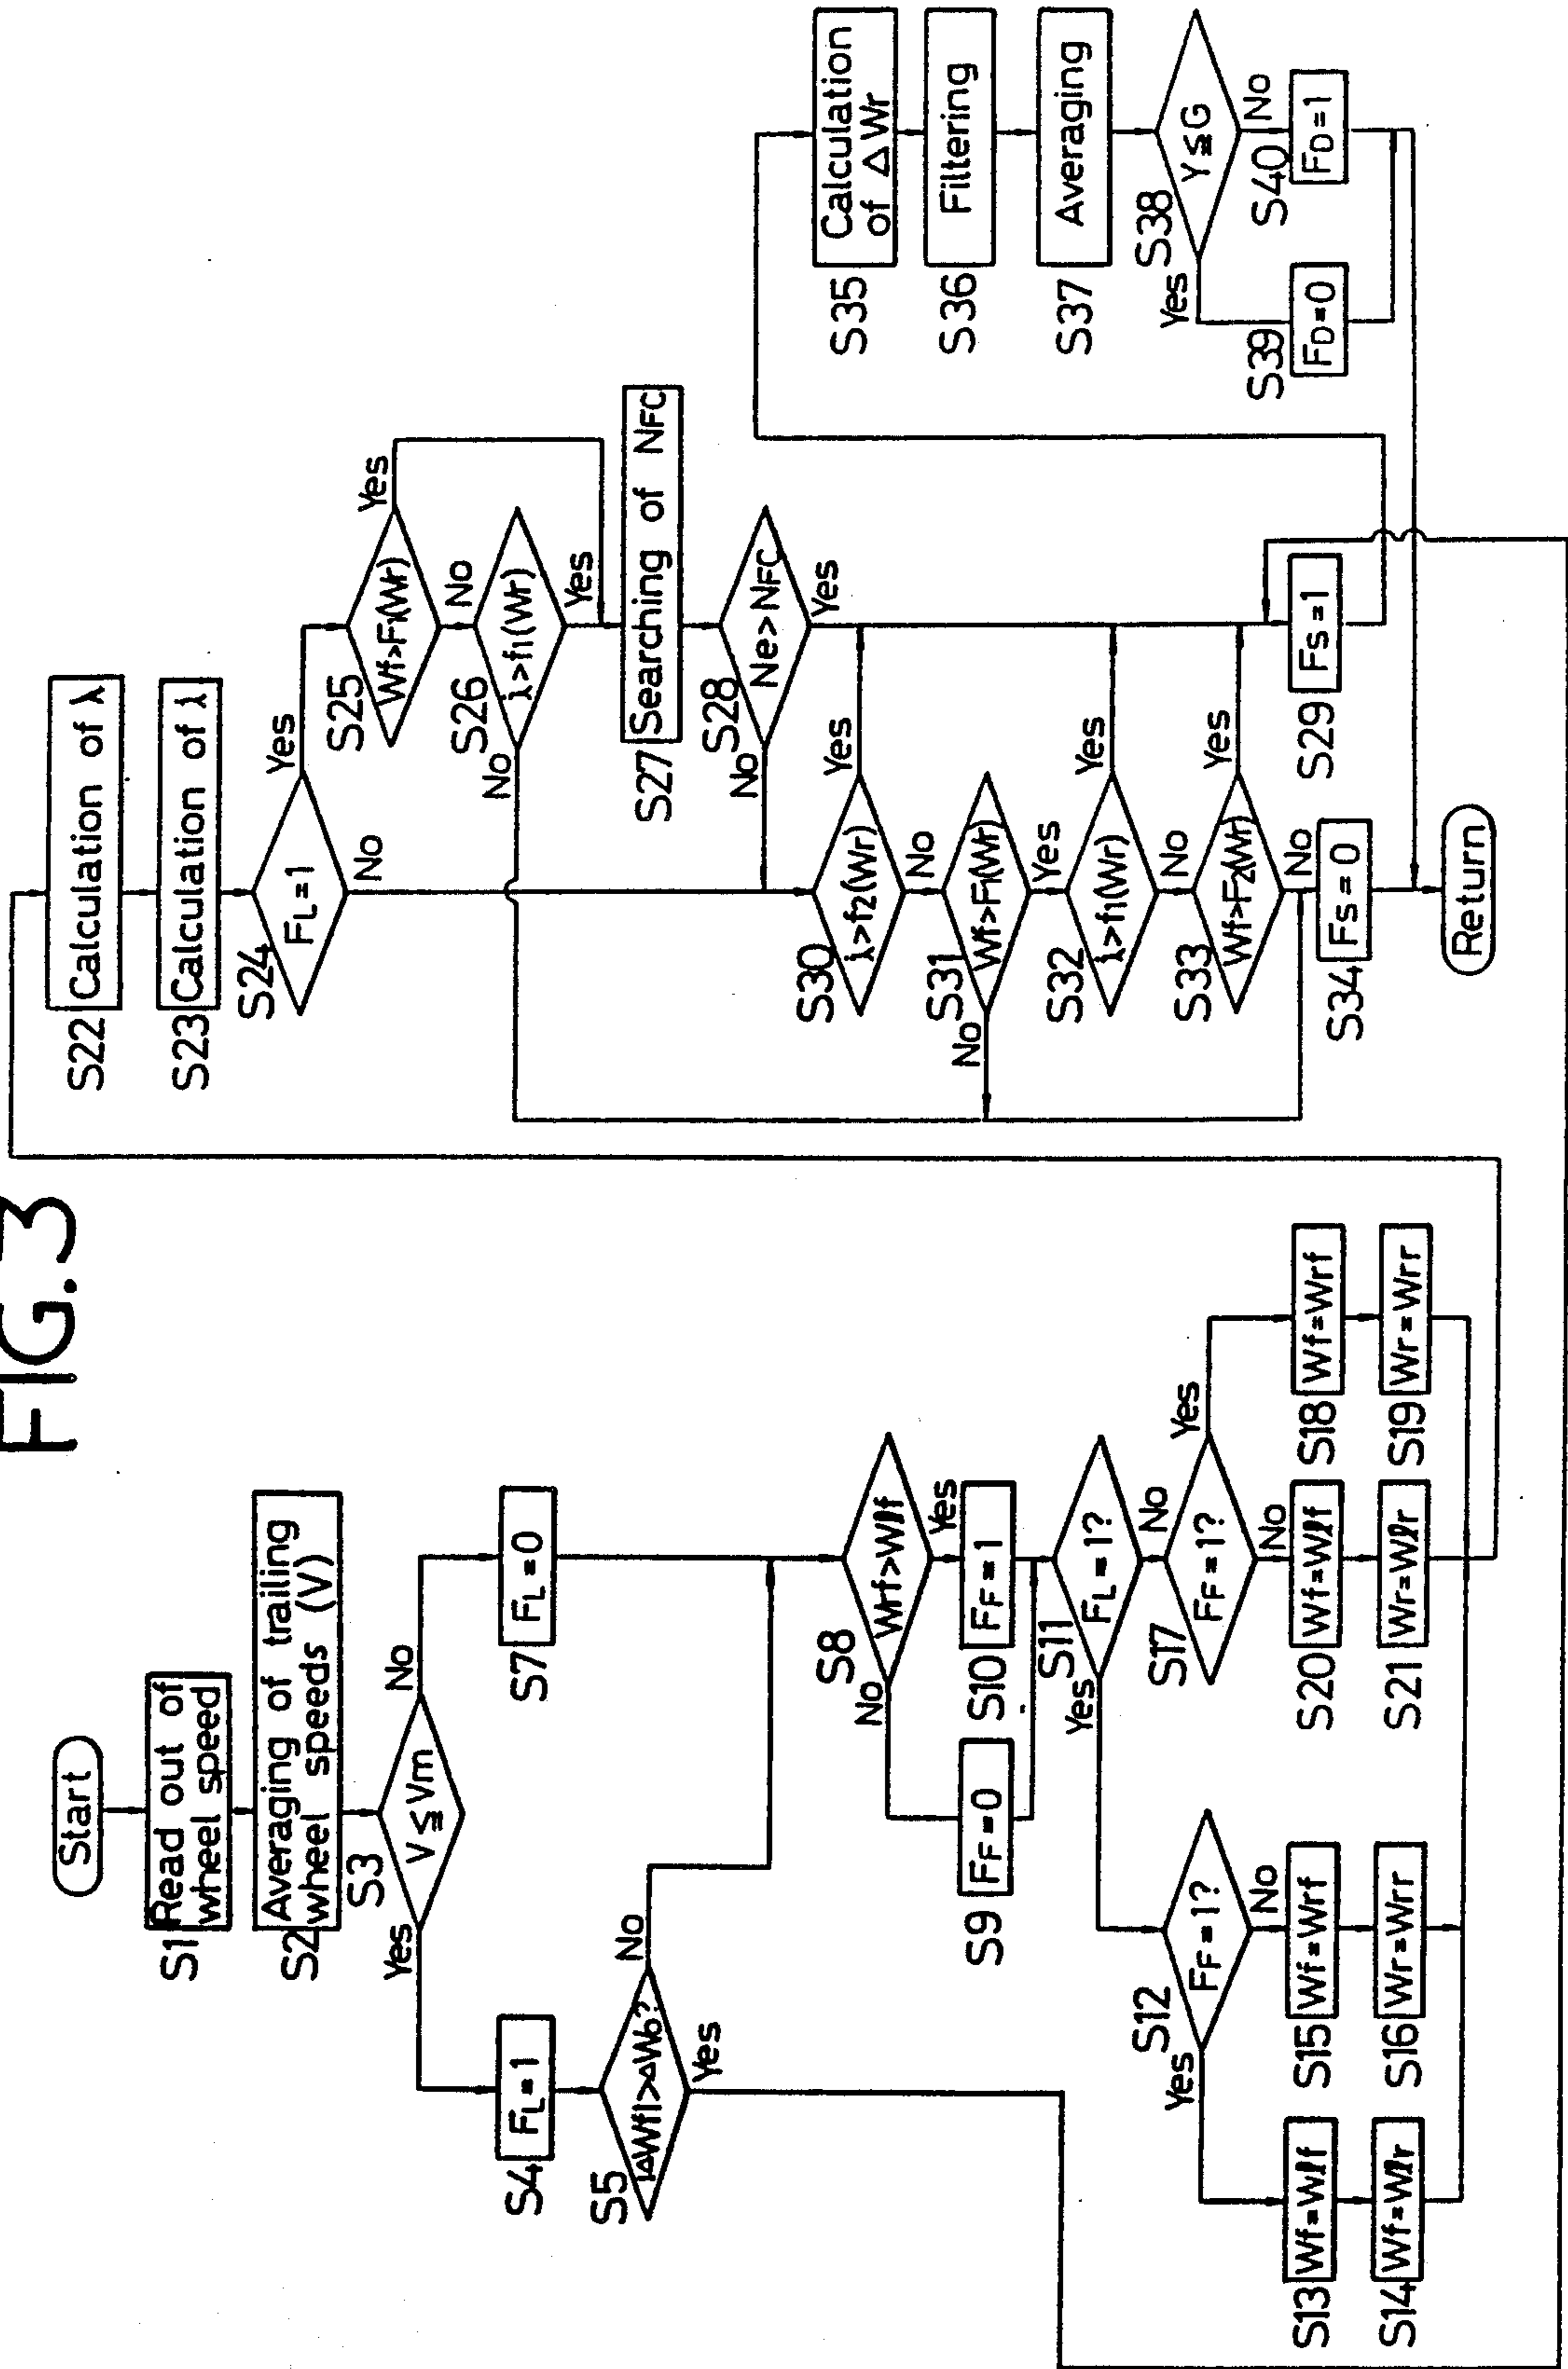 FIG.3
Start
S1 Read out of
wheel speed
S2 Averaging of trailing
wheel speeds (V)
S3
V ≦ Vm
Yes
No
S4 FL=1
S7 FL=0
S5
|ΔWf|>ΔWo?
No
Yes
S8
Wrf>Wlf
No
Yes
S9 FF=0
S10 FF=1
S11
FL=1?
Yes
No
S12
FF=1?
Yes
No
S17
FF=1?
Yes
No
S13 Wf=Wlf
S15 Wf=Wrf
S20 Wf=Wlf
S18 Wf=Wrf
S14 Wf=Wlr
S16 Wr=Wrr
S21 Wr=Wlr
S19 Wr=Wrr
S22 Calculation of λ
S23 Calculation of λ
S24
FL=1
Yes
No
S25
Wf>F1(Wr)
Yes
No
S26
λ̇>f1(Wr)
No
Yes
S27 Searching of NFC
S28
Ne>NFC
No
Yes
S30
λ̇>f2(Wr)
Yes
No
S31
Wf>F1(Wr)
No
Yes
S32
λ̇>f1(Wr)
Yes
No
S33
Wf>F2(Wr)
Yes
No
S34 Fs=0
S29 Fs=1
Return
S35 Calculation
of ΔWr
S36 Filtering
S37 Averaging
S38
Y≦G
Yes
No
S39
FD=0
S40
FD=1